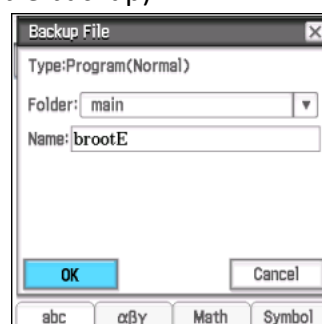 Backup File
Type:Program(Normal)
Folder: main
Name: brootE
OK Cancel
abc αβγ Math Symbol